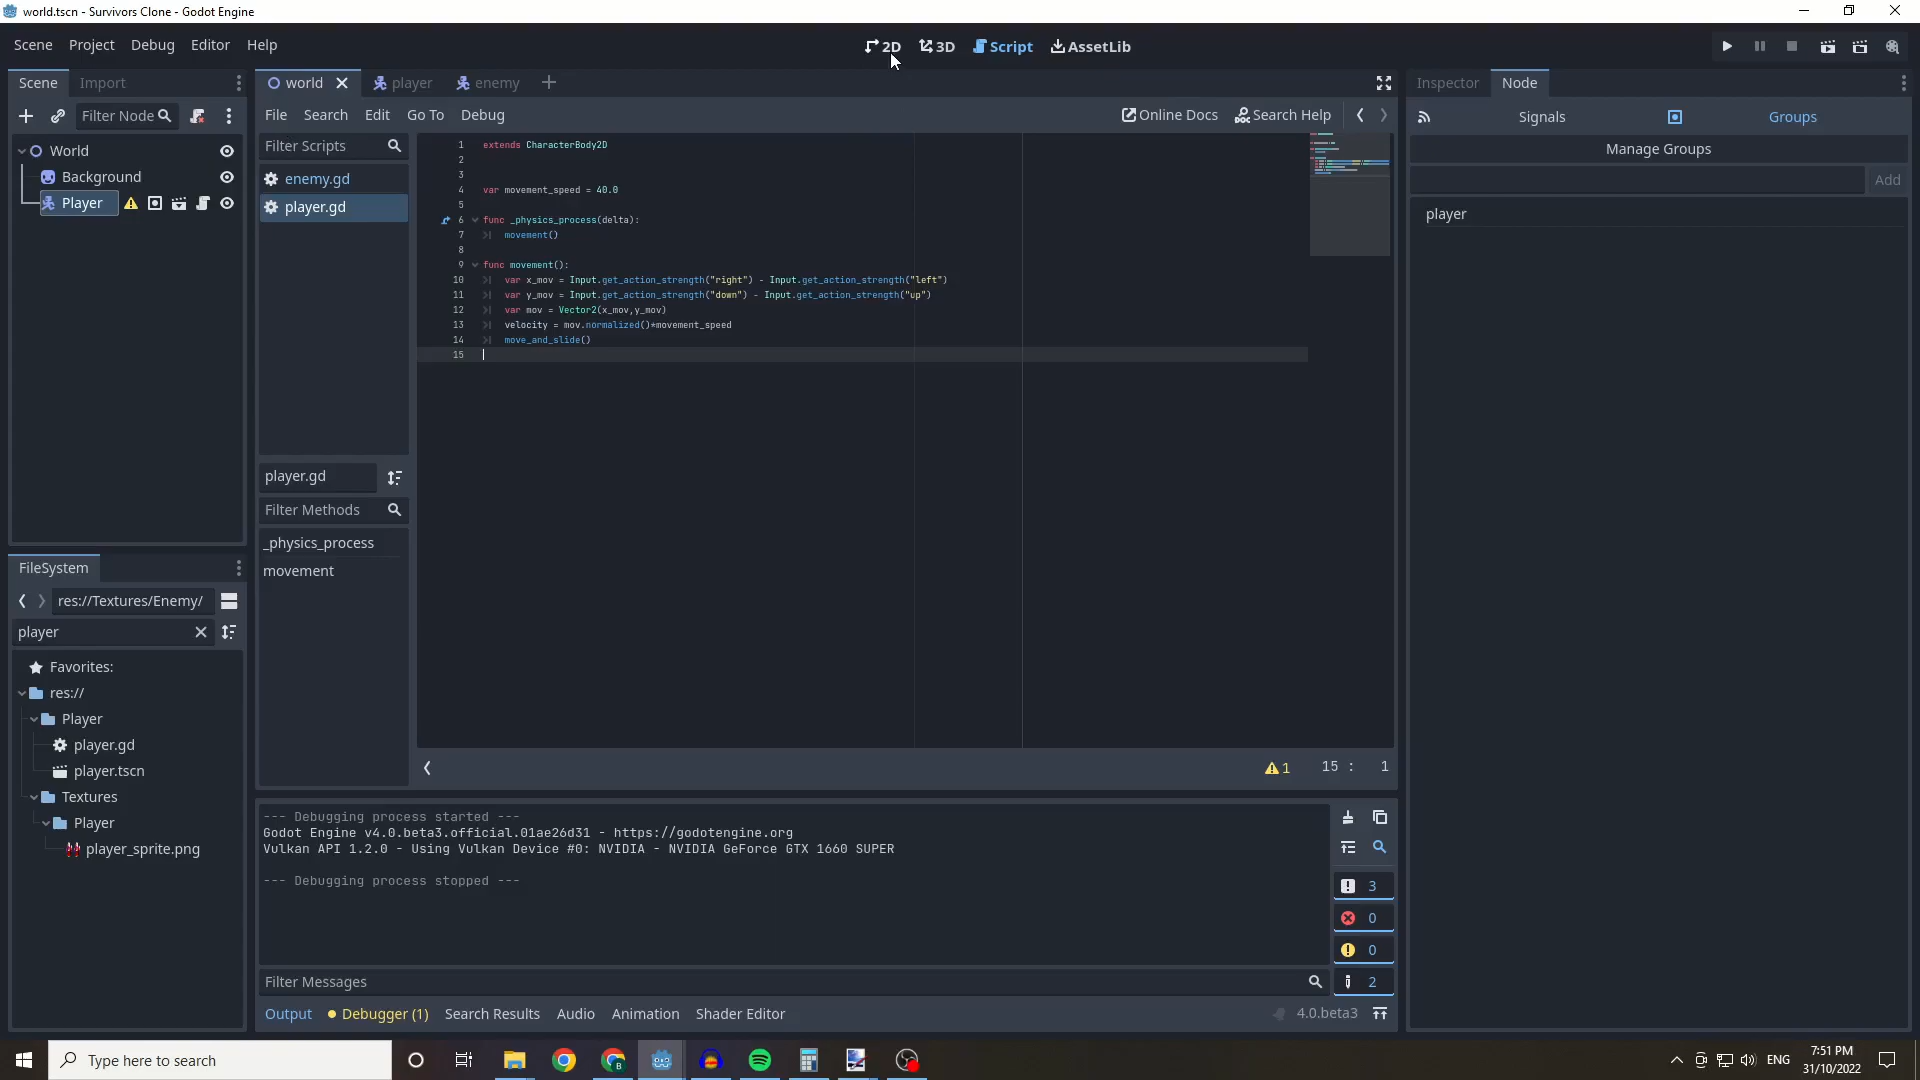 world.tscn - Survivors Clone - Godot Engine
Scene Project Debug Editor Help
2D 3D Script AssetLib
Scene Import
Filter Node
World
Background
Player
FileSystem
res://Textures/Enemy/
player
Favorites:
res://
Player
player.gd
player.tscn
Textures
Player
player_sprite.png
world player enemy
File Search Edit Go To Debug
Online Docs Search Help
Filter Scripts
enemy.gd
player.gd
player.gd
Filter Methods
_physics_process
movement
1 extends CharacterBody2D
2
3
4 var movement_speed = 40.0
5
6 func _physics_process(delta):
7 movement()
8
9 func movement():
10 var x_mov = Input.get_action_strength("right") - Input.get_action_strength("left")
11 var y_mov = Input.get_action_strength("down") - Input.get_action_strength("up")
12 var mov = Vector2(x_mov,y_mov)
13 velocity = mov.normalized()*movement_speed
14 move_and_slide()
15
1 15 : 1
--- Debugging process started ---
Godot Engine v4.0.beta3.official.01ae26d31 - https://godotengine.org
Vulkan API 1.2.0 - Using Vulkan Device #0: NVIDIA - NVIDIA GeForce GTX 1660 SUPER
--- Debugging process stopped ---
3
0
0
2
Filter Messages
Output Debugger (1) Search Results Audio Animation Shader Editor
4.0.beta3
Inspector Node
Signals Groups
Manage Groups
Add
player
Type here to search
ENG
7:51 PM
31/10/2022